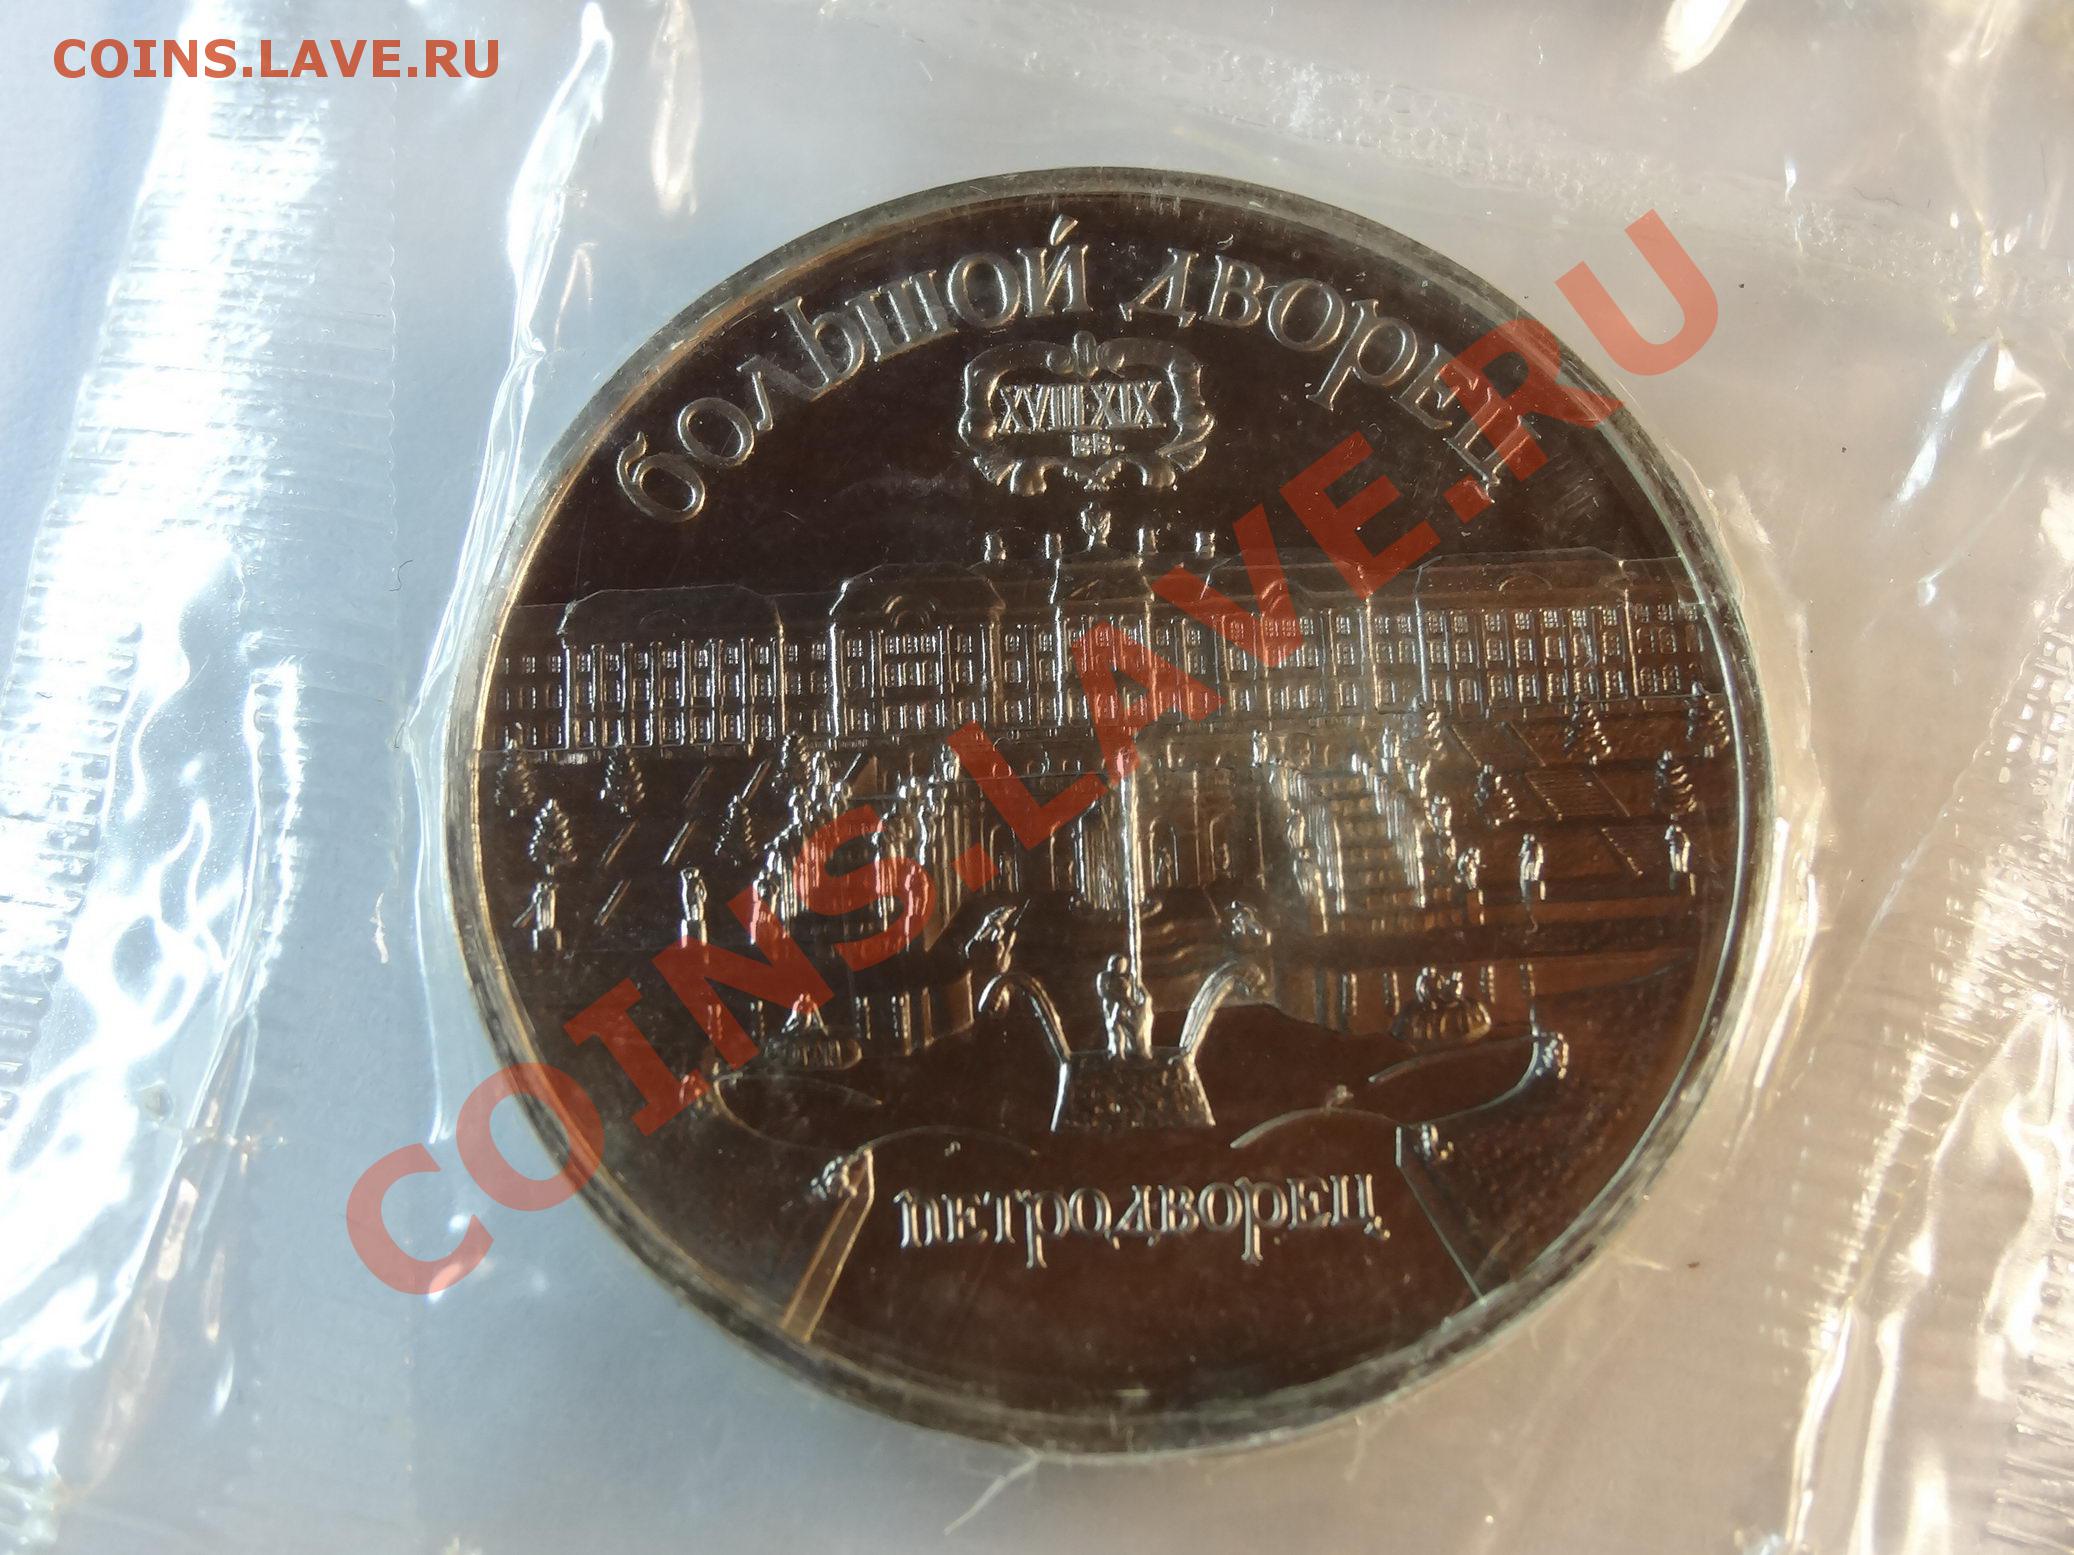 COINS.LAVE.RU
большой дворец
XVIII-XIX
ВВ.
COINS.LAVE.RU
петродворец